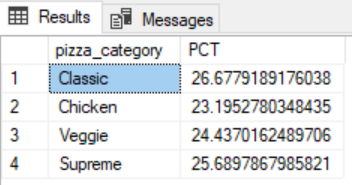 Results Messages
pizza_category PCT
1 Classic 26.6779189176038
2 Chicken 23.1952780348435
3 Veggie 24.4370162489706
4 Supreme 25.6897867985821